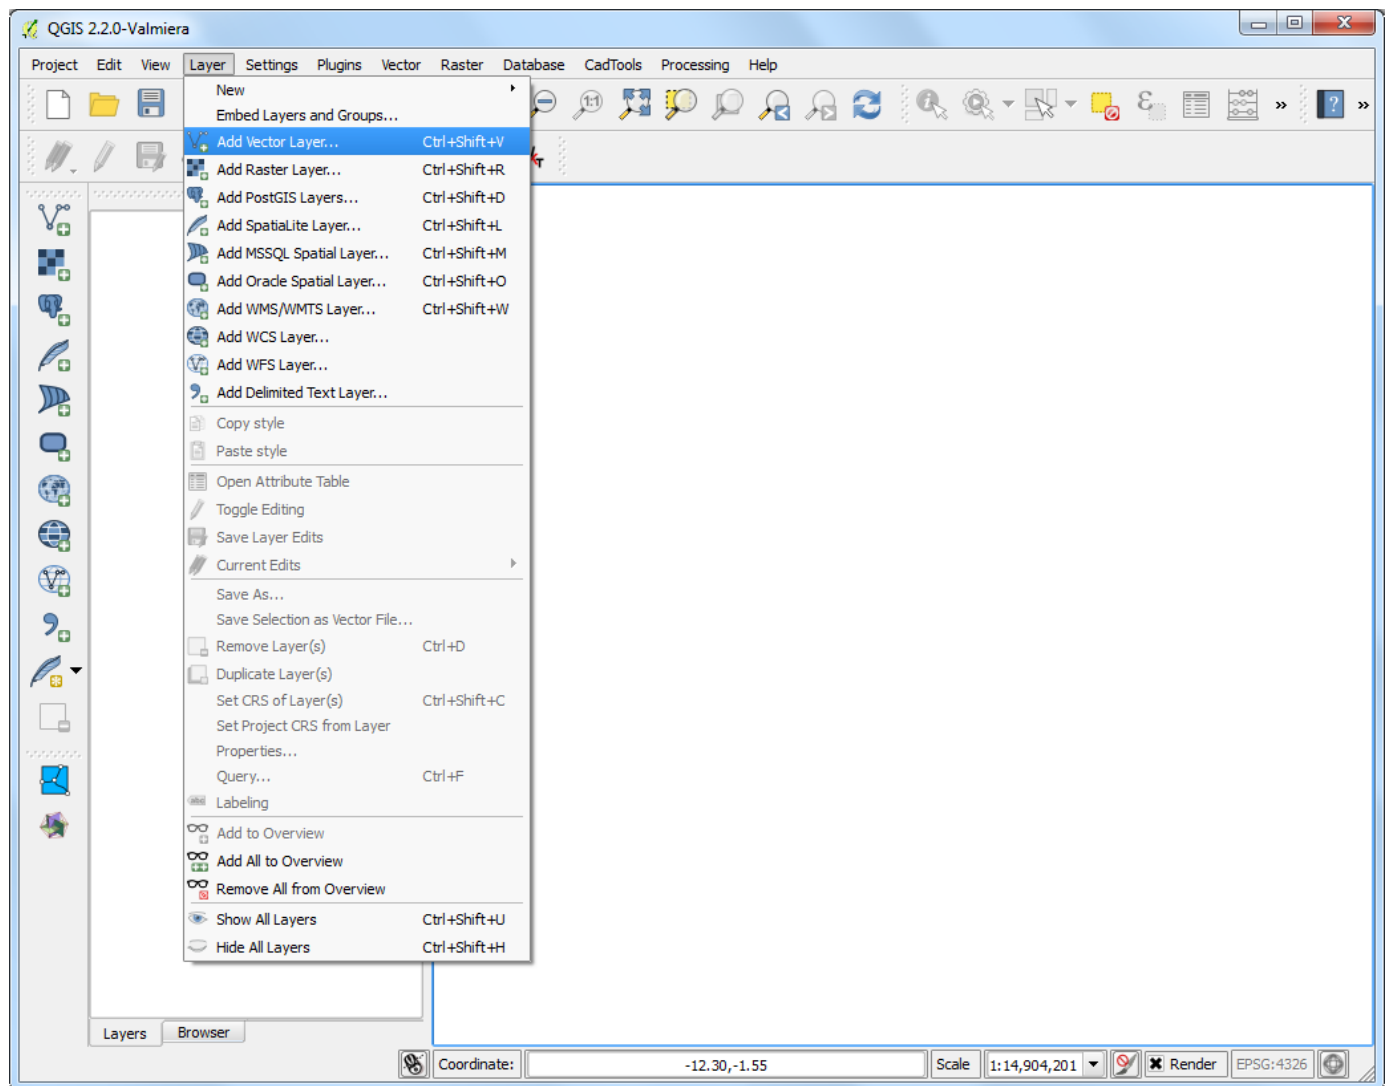 QGIS 2.2.0-Valmiera
Project Edit View Layer Settings Plugins Vector Raster Database CadTools Processing Help
New
Embed Layers and Groups...
Add Vector Layer... Ctrl+Shift+V
Add Raster Layer... Ctrl+Shift+R
Add PostGIS Layers... Ctrl+Shift+D
Add SpatiaLite Layer... Ctrl+Shift+L
Add MSSQL Spatial Layer... Ctrl+Shift+M
Add Oracle Spatial Layer... Ctrl+Shift+O
Add WMS/WMTS Layer... Ctrl+Shift+W
Add WCS Layer...
Add WFS Layer...
Add Delimited Text Layer...
Copy style
Paste style
Open Attribute Table
Toggle Editing
Save Layer Edits
Current Edits
Save As...
Save Selection as Vector File...
Remove Layer(s) Ctrl+D
Duplicate Layer(s)
Set CRS of Layer(s) Ctrl+Shift+C
Set Project CRS from Layer
Properties...
Query... Ctrl+F
Labeling
Add to Overview
Add All to Overview
Remove All from Overview
Show All Layers Ctrl+Shift+U
Hide All Layers Ctrl+Shift+H
Layers Browser
Coordinate: -12.30,-1.55 Scale 1:14,904,201 Render EPSG:4326